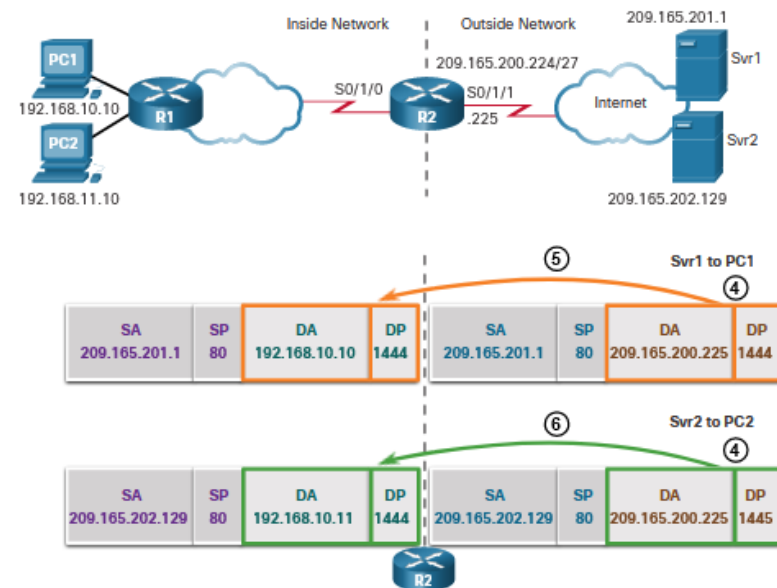 Inside Network
Outside Network
209.165.201.1
PC1
209.165.200.224/27
Svr1
S0/1/0
S0/1/1
Internet
192.168.10.10
R1
R2
.225
PC2
Svr2
192.168.11.10
209.165.202.129
Svr1 to PC1
5
4
SA SP DA DP SA SP DA DP
209.165.201.1 80 192.168.10.10 1444 209.165.201.1 80 209.165.200.225 1444
Svr2 to PC2
6
4
SA SP DA DP SA SP DA DP
209.165.202.129 80 192.168.10.11 1444 209.165.202.129 80 209.165.200.225 1445
R2